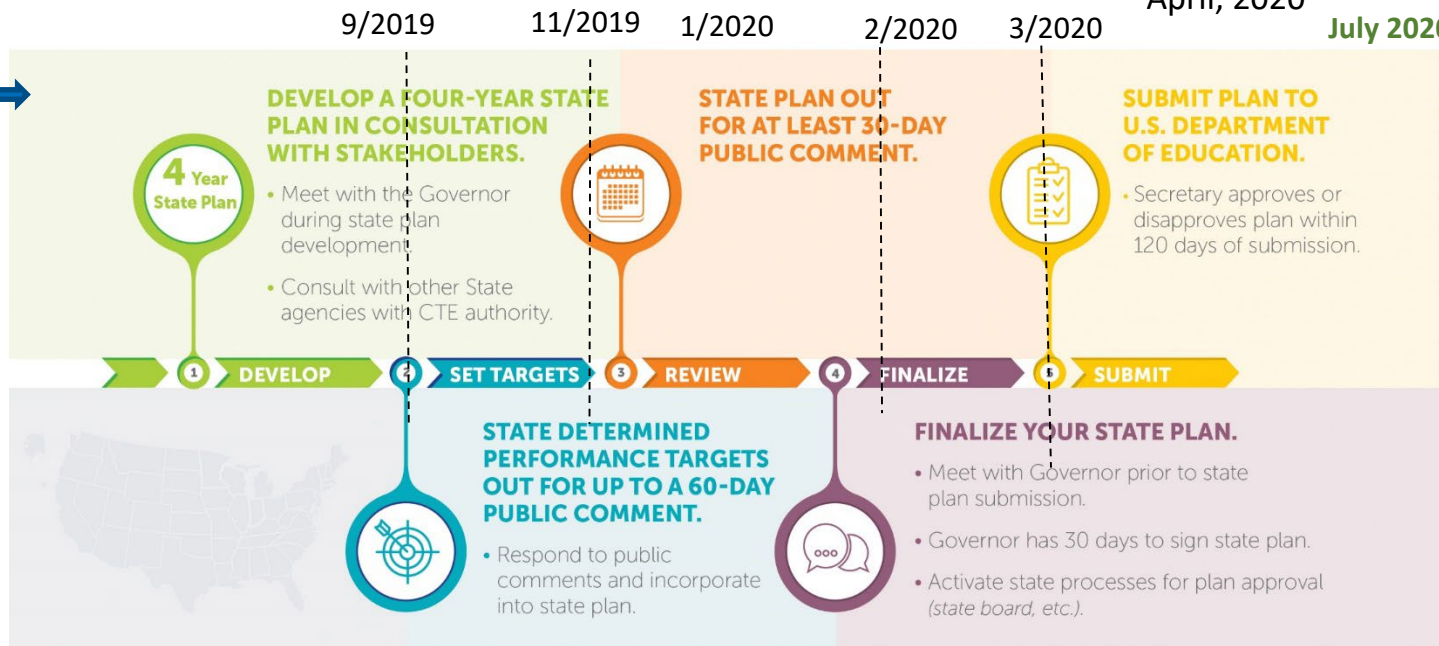 April, 2020
9/2019
11/2019
1/2020
2/2020
3/2020
July 2020
DEVELOP A FOUR-YEAR STATE
PLAN IN CONSULTATION
WITH STAKEHOLDERS.
4 Year
State Plan
• Meet with the Governor
during state plan
development.
• Consult with other State
agencies with CTE authority.
STATE PLAN OUT
FOR AT LEAST 30-DAY
PUBLIC COMMENT.
SUBMIT PLAN TO
U.S. DEPARTMENT
OF EDUCATION.
• Secretary approves or
disapproves plan within
120 days of submission.
1 DEVELOP
2 SET TARGETS
3 REVIEW
4 FINALIZE
5 SUBMIT
STATE DETERMINED
PERFORMANCE TARGETS
OUT FOR UP TO A 60-DAY
PUBLIC COMMENT.
• Respond to public
comments and incorporate
into state plan.
FINALIZE YOUR STATE PLAN.
• Meet with Governor prior to state
plan submission.
• Governor has 30 days to sign state plan.
• Activate state processes for plan approval
(state board, etc.).